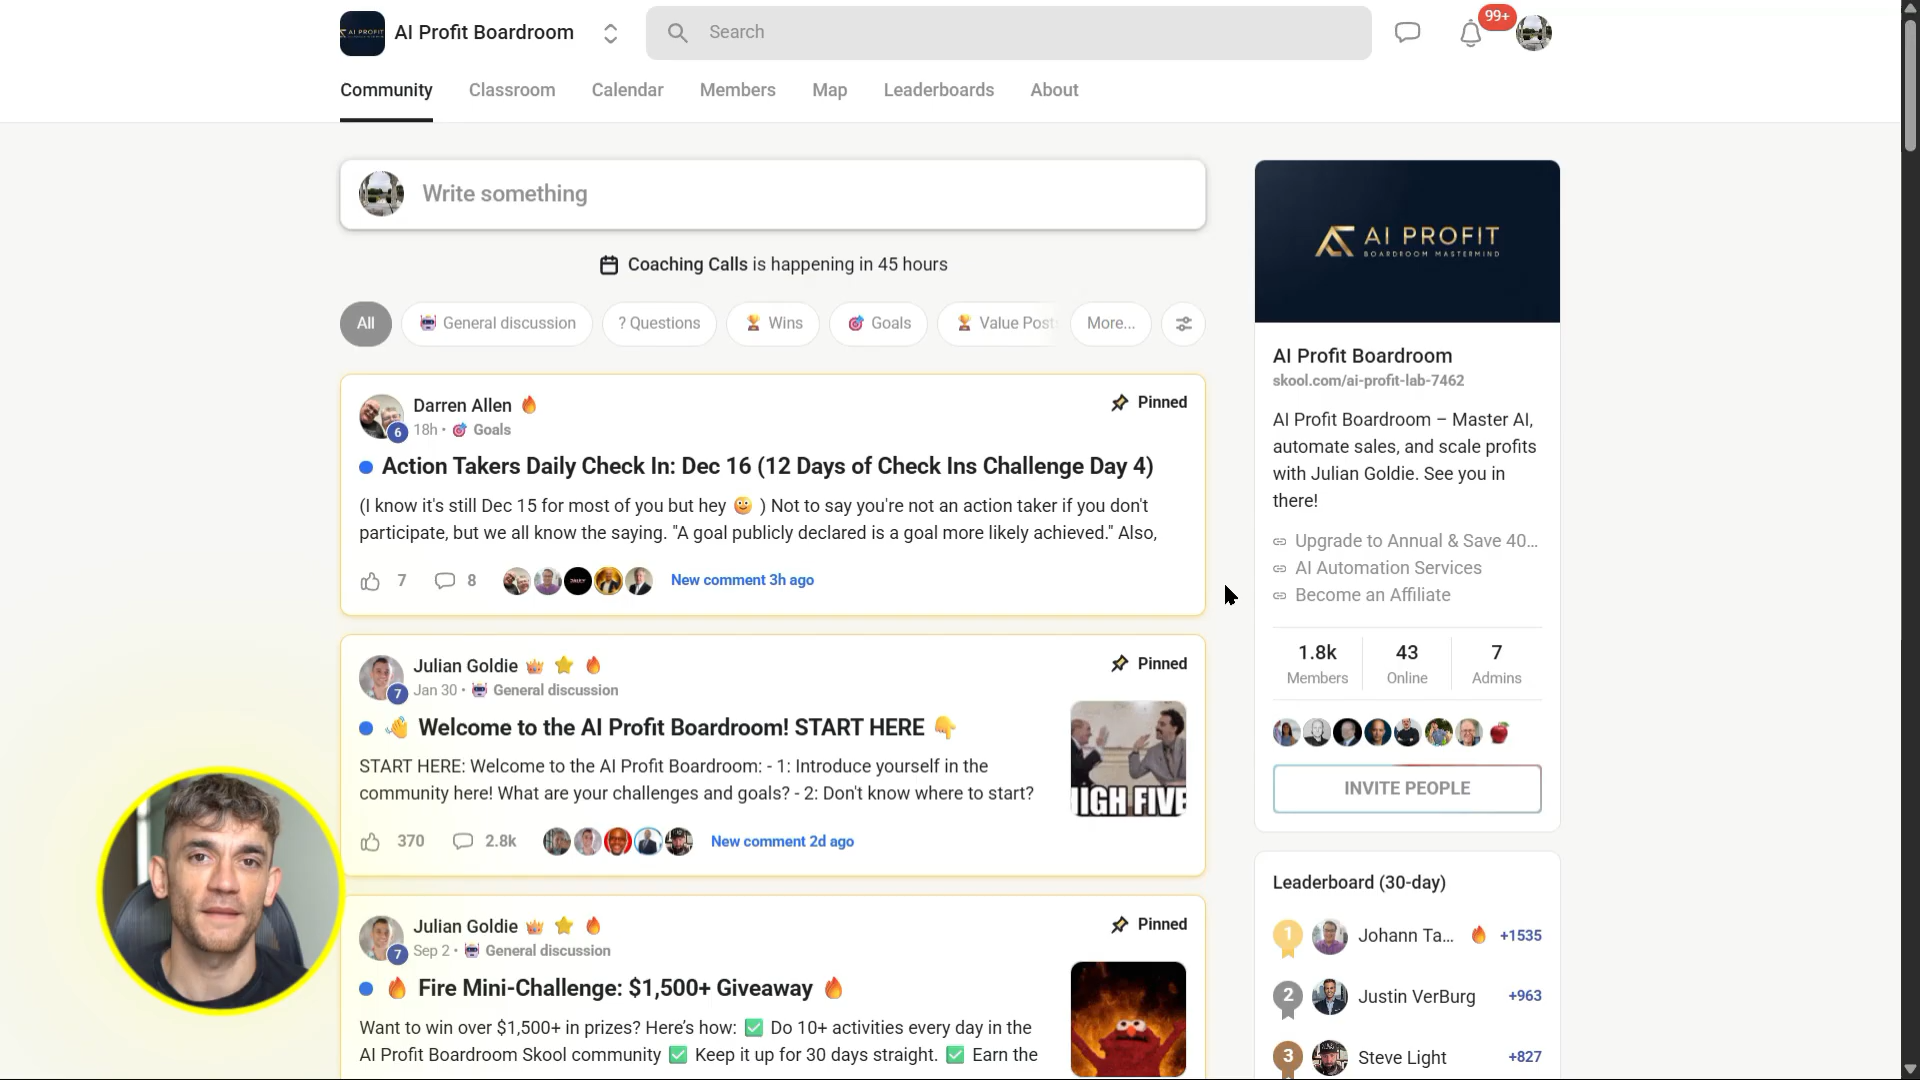 AI PROFIT
AI Profit Boardroom
Search
99+
Community
Classroom
Calendar
Members
Map
Leaderboards
About
Write something
Coaching Calls is happening in 45 hours
All
General discussion
? Questions
Wins
Goals
Value Post
More...
Darren Allen
Pinned
6
18h • Goals
Action Takers Daily Check In: Dec 16 (12 Days of Check Ins Challenge Day 4)
(I know it's still Dec 15 for most of you but hey ) Not to say you're not an action taker if you don't
participate, but we all know the saying. "A goal publicly declared is a goal more likely achieved." Also,
7
8
New comment 3h ago
Julian Goldie
Pinned
7
Jan 30 • General discussion
Welcome to the AI Profit Boardroom! START HERE
START HERE: Welcome to the AI Profit Boardroom: - 1: Introduce yourself in the
community here! What are your challenges and goals? - 2: Don't know where to start?
HIGH FIVE
370
2.8k
New comment 2d ago
Julian Goldie
Pinned
7
Sep 2 • General discussion
Fire Mini-Challenge: $1,500+ Giveaway
Want to win over $1,500+ in prizes? Here’s how: ✅ Do 10+ activities every day in the
AI Profit Boardroom Skool community ✅ Keep it up for 30 days straight. ✅ Earn the
AI PROFIT
BOARDROOM MASTERMIND
AI Profit Boardroom
skool.com/ai-profit-lab-7462
AI Profit Boardroom – Master AI,
automate sales, and scale profits
with Julian Goldie. See you in
there!
Upgrade to Annual & Save 40...
AI Automation Services
Become an Affiliate
1.8k
43
7
Members
Online
Admins
INVITE PEOPLE
Leaderboard (30-day)
1
Johann Ta...
+1535
2
Justin VerBurg
+963
3
Steve Light
+827